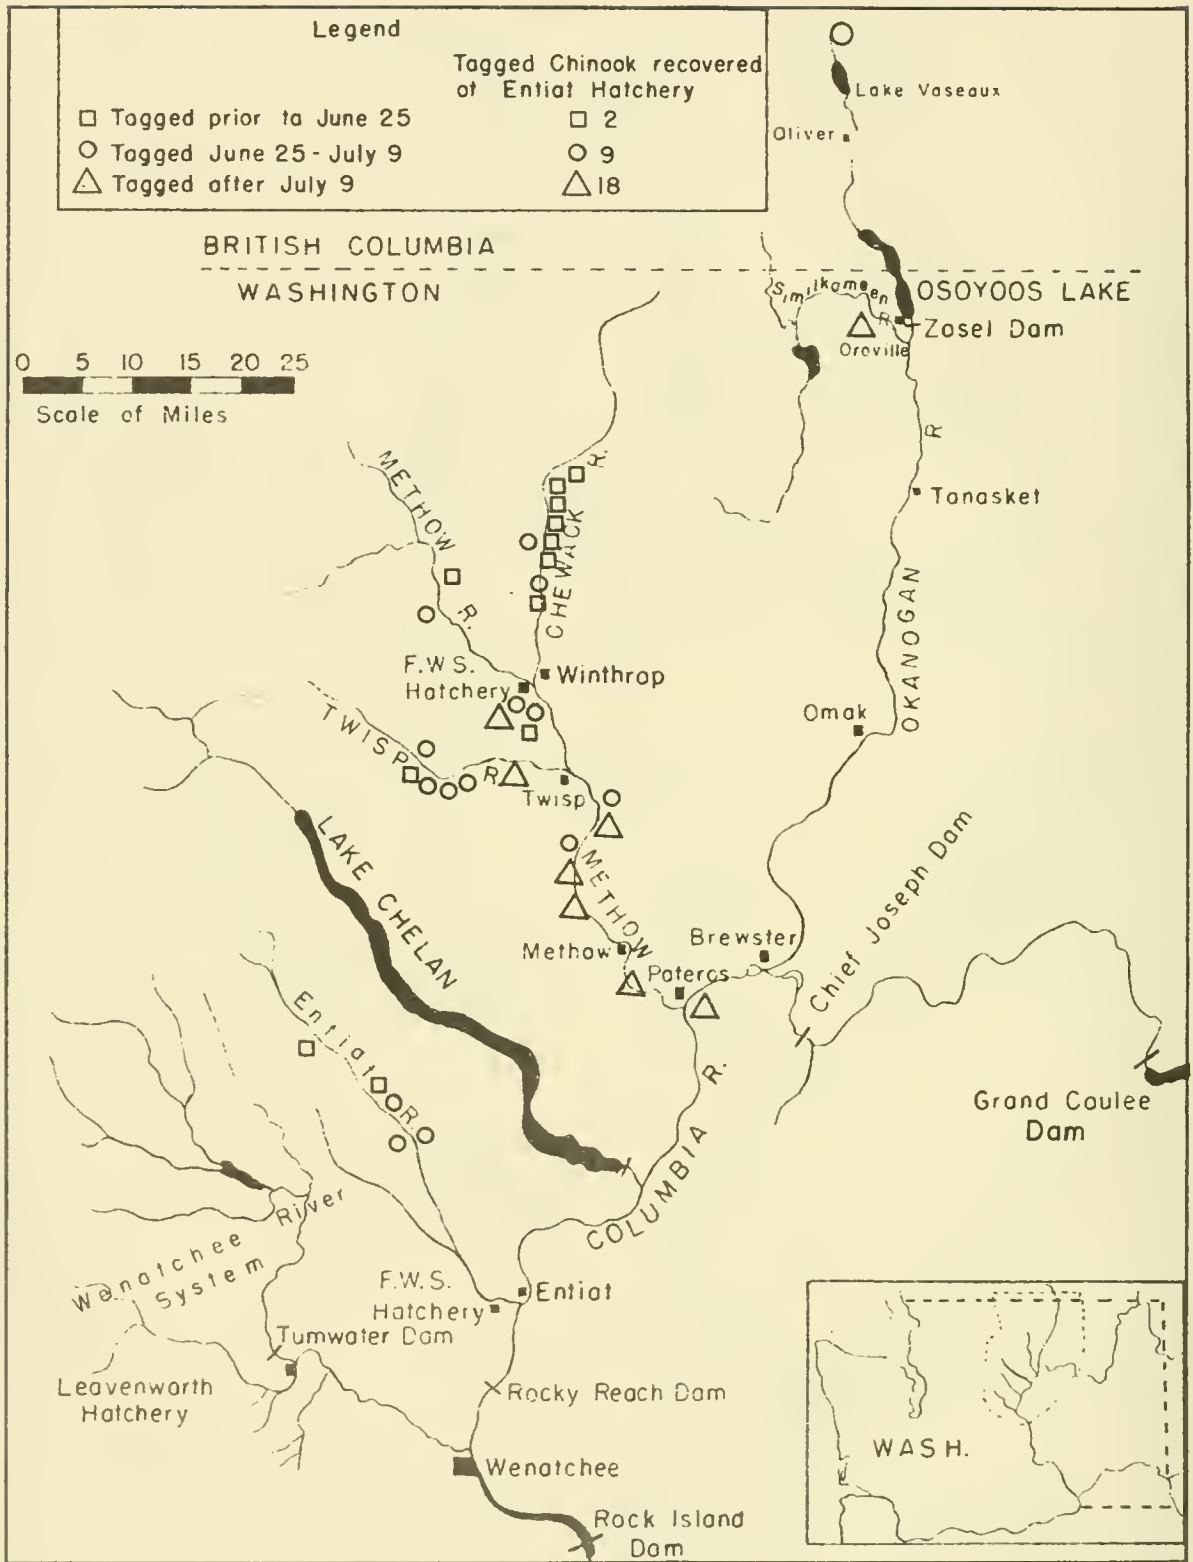 Legend
Tagged Chinook recovered
at Entiat Hatchery
Tagged prior to June 25
2
Tagged June 25 - July 9
9
Tagged after July 9
18
Lake Vaseaux
Oliver
BRITISH COLUMBIA
WASHINGTON
Similkameen
R
OSOYOOS LAKE
Zosel Dam
Oroville
0 5 10 15 20 25
Scale of Miles
METHOW
R.
CHEWACK
R.
R
Tanasket
OKANOGAN
F.W.S.
Hatchery
Winthrop
TWISP
R
Twisp
Omak
LAKE CHELAN
METHOW
Methow
Pateros
Brewster
Chief Joseph Dam
Entiat
R.
Grand Coulee
Dam
COLUMBIA
R.
River
Wenatchee
System
F.W.S.
Hatchery
Entiat
Tumwater Dam
Leavenworth
Hatchery
Rocky Reach Dam
Wenatchee
Rock Island
Dam
WASH.